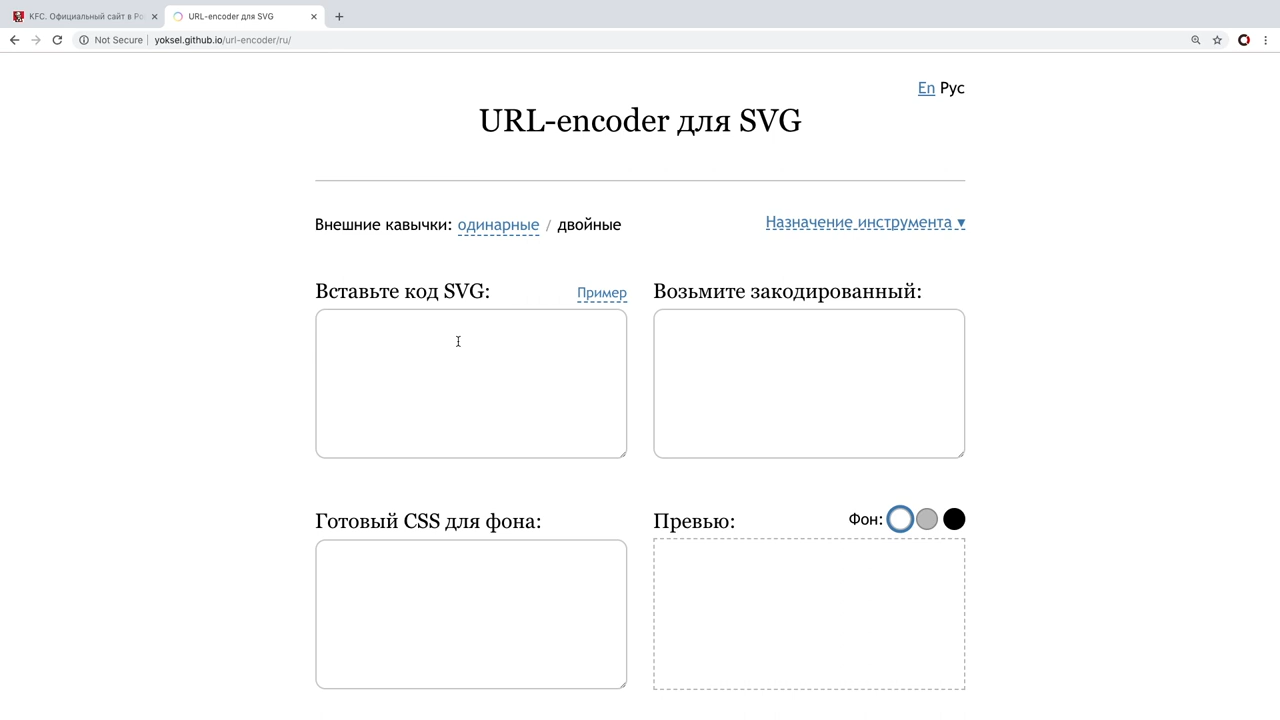 KFC. Официальный сайт в Ро
URL-encoder для SVG
Not Secure
yoksel.github.io/url-encoder/ru/
En Рус
URL-encoder для SVG
Внешние кавычки: одинарные / двойные
Назначение инструмента ▾
Вставьте код SVG:
Пример
Возьмите закодированный:
Готовый CSS для фона:
Превью:
Фон: